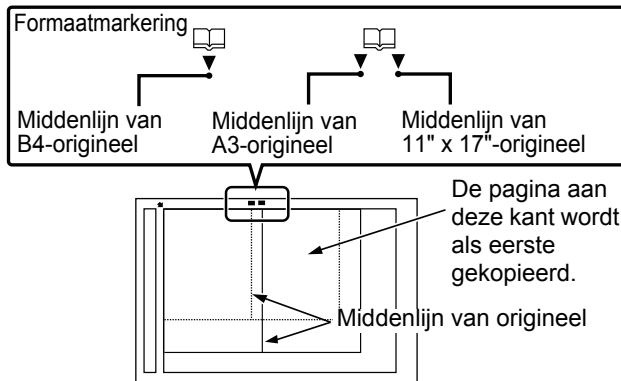 Formaatmarkering
Middenlijn van
B4-origineel
Middenlijn van
A3-origineel
Middenlijn van
11" x 17"-origineel
De pagina aan
deze kant wordt
als eerste
gekopieerd.
Middenlijn van origineel